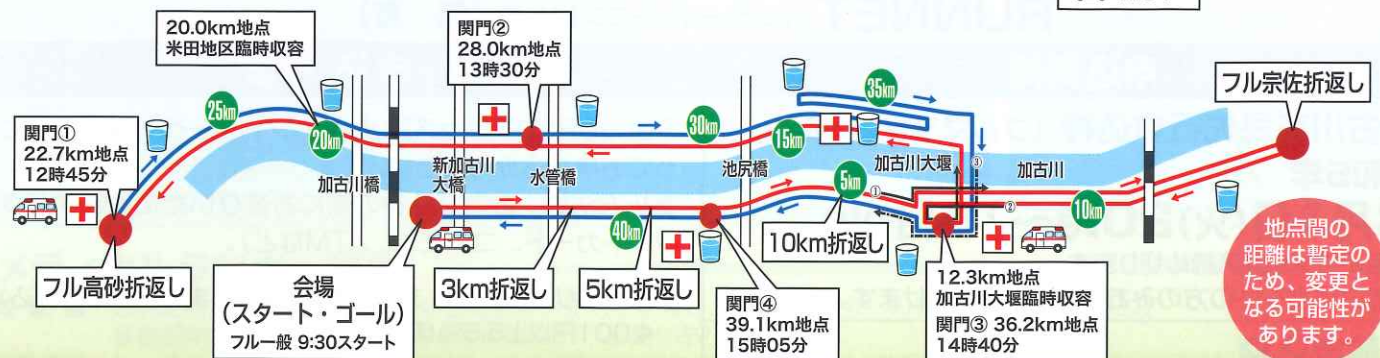 20.0km地点
米田地区臨時収容
関門②
28.0km地点
13時30分
フル宗佐折返し
25km
35km
20km
30km
15km
関門①
22.7km地点
12時45分
加古川橋
新加古川
大橋
水管橋
池尻橋
加古川大堰
③
加古川
5km
①
②
10km
40km
フル高砂折返し
会場
(スタート・ゴール)
フル一般 9:30スタート
3km折返し
5km折返し
10km折返し
関門④
39.1km地点
15時05分
12.3km地点
加古川大堰臨時収容
関門③ 36.2km地点
14時40分
地点間の
距離は暫定の
ため、変更と
なる可能性が
あります。